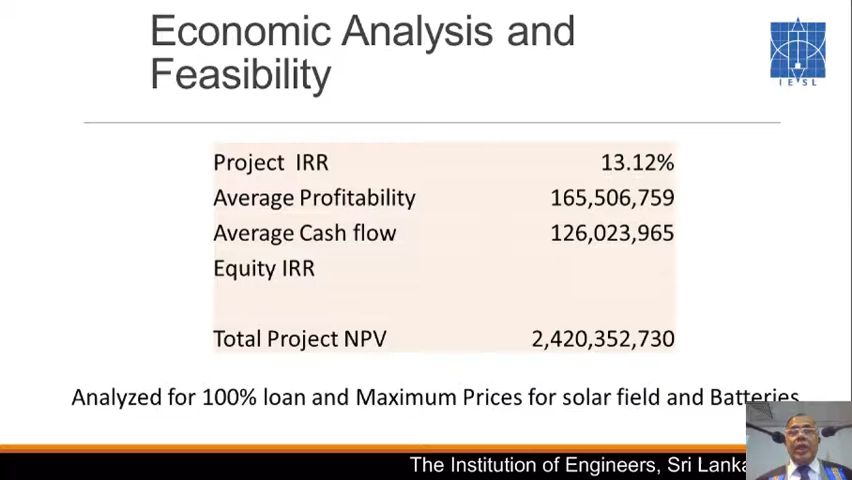 Economic Analysis and
Feasibility
IESL
Project IRR 13.12%
Average Profitability 165,506,759
Average Cash flow 126,023,965
Equity IRR
Total Project NPV 2,420,352,730
Analyzed for 100% loan and Maximum Prices for solar field and Batteries
The Institution of Engineers, Sri Lanka